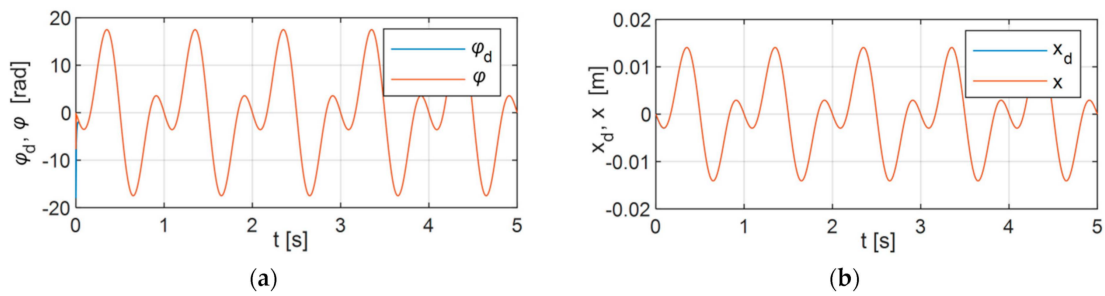 20
10
0
-10
-20
φd, φ [rad]
φd
φ
0 1 2 3 4 5
t [s]
(a)
0.02
0.01
0
-0.01
-0.02
xd, x [m]
xd
x
0 1 2 3 4 5
t [s]
(b)